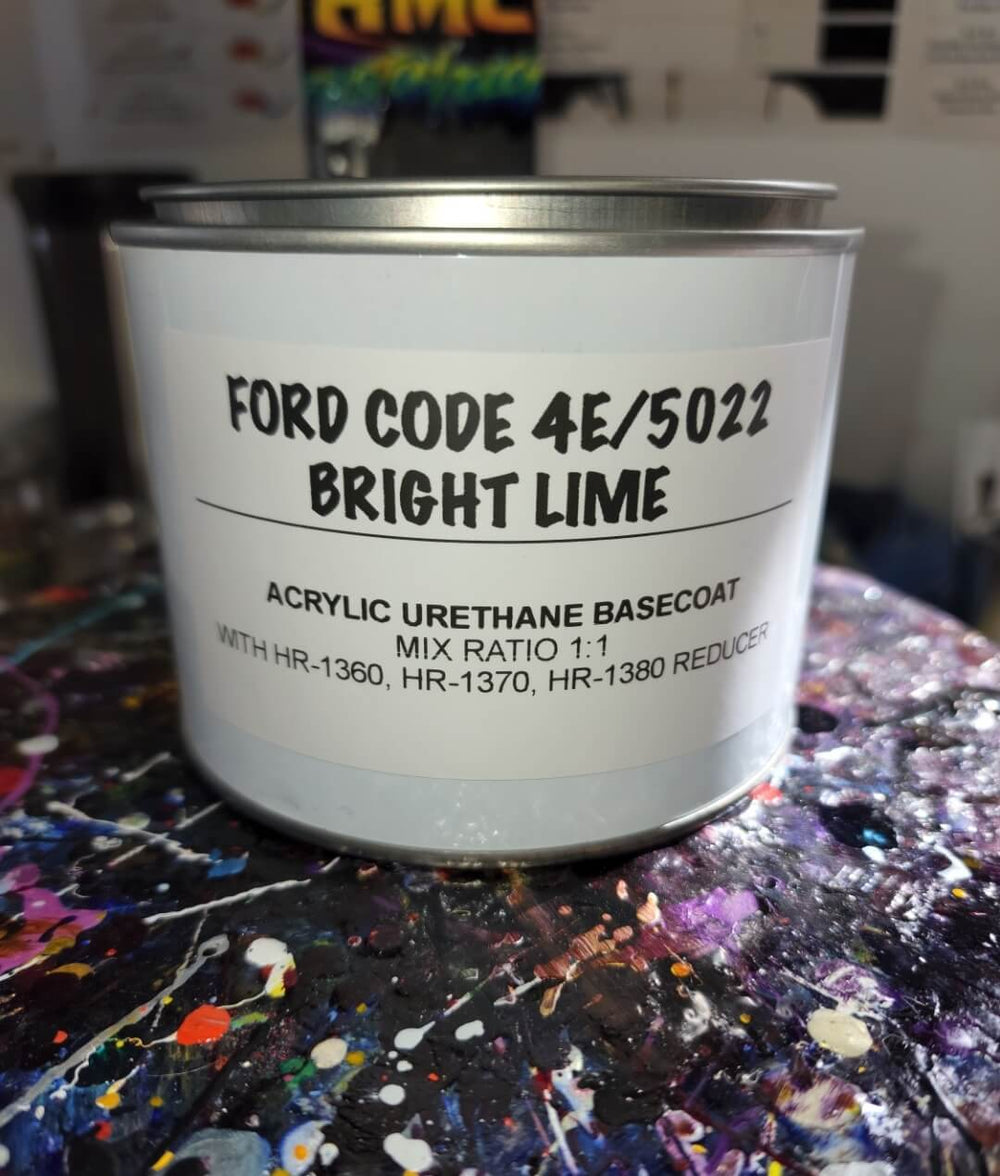 FORD CODE 4E/5022
BRIGHT LIME
ACRYLIC URETHANE BASECOAT
MIX RATIO 1:1
WITH HR-1360, HR-1370, HR-1380 REDUCER